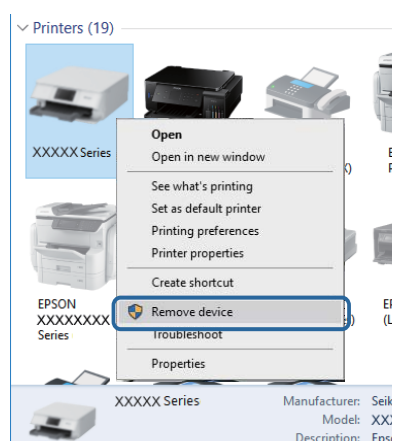 Printers (19)
XXXXX Series
Open
Open in new window
See what's printing
Set as default printer
Printing preferences
Printer properties
Create shortcut
Remove device
Troubleshoot
Properties
EPSON
XXXXXXXX
Series
XXXXX Series
Manufacturer:
Model:
Description: